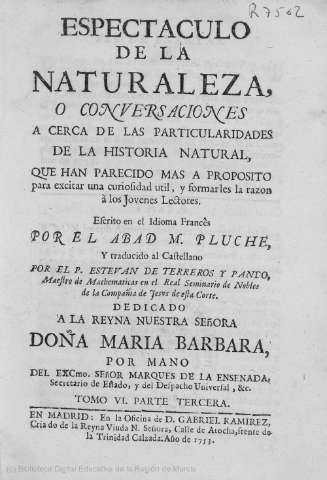 R 7502
ESPECTACULO
DE LA
NATURALEZA,
O CONVERSACIONES
A CERCA DE LAS PARTICULARIDADES
DE LA HISTORIA NATURAL,
QUE HAN PARECIDO MAS A PROPOSITO
para excitar una curiosidad util, y formarles la razon
à los Jovenes Lectores.
Escrito en el Idioma Francès
POR EL ABAD M. PLUCHE,
Y traducido al Castellano
POR EL P. ESTEVAN DE TERREROS Y PANDO,
Maestro de Mathematicas en el Real Seminario de Nobles
de la Compañia de Jesvs de esta Corte.
DEDICADO
A LA REYNA NUESTRA SEñORA
DOÑA MARIA BARBARA,
POR MANO
DEL EXCmo. SEñOR MARQUES DE LA ENSENADA,
Secretario de Estado, y del Despacho Universal, &c.
TOMO VI. PARTE TERCERA.
EN MADRID: En la Oficina de D. GABRIEL RAMIREZ,
Criado de la Reyna Viuda N. Señora, Calle de Atocha, frente de
la Trinidad Calzada. Año de 1753.
(c) Biblioteca Digital Educativa de la Región de Murcia